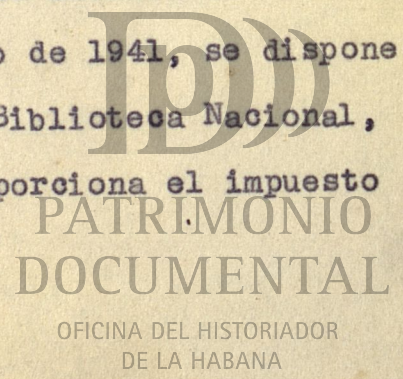 o de 1941, se dispone
Biblioteca Nacional,
porciona el impuesto
PATRIMONIO
DOCUMENTAL
OFICINA DEL HISTORIADOR
DE LA HABANA